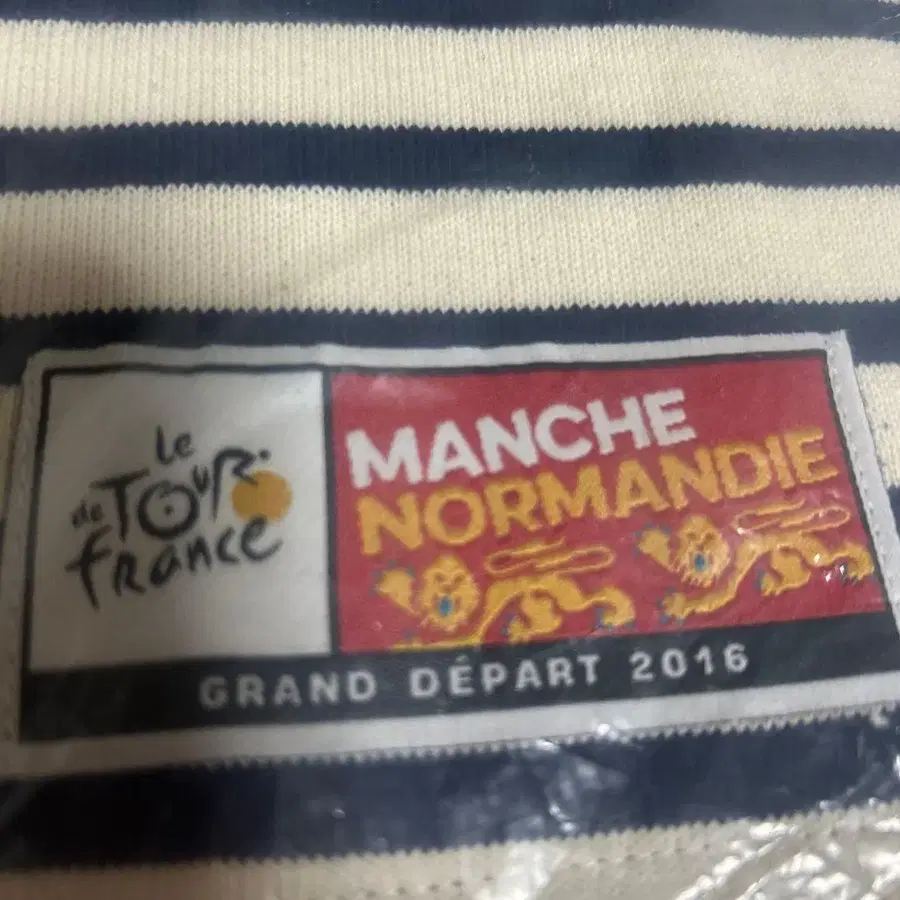 le
de TOUR
france
MANCHE
NORMANDIE
GRAND DÉPART 2016